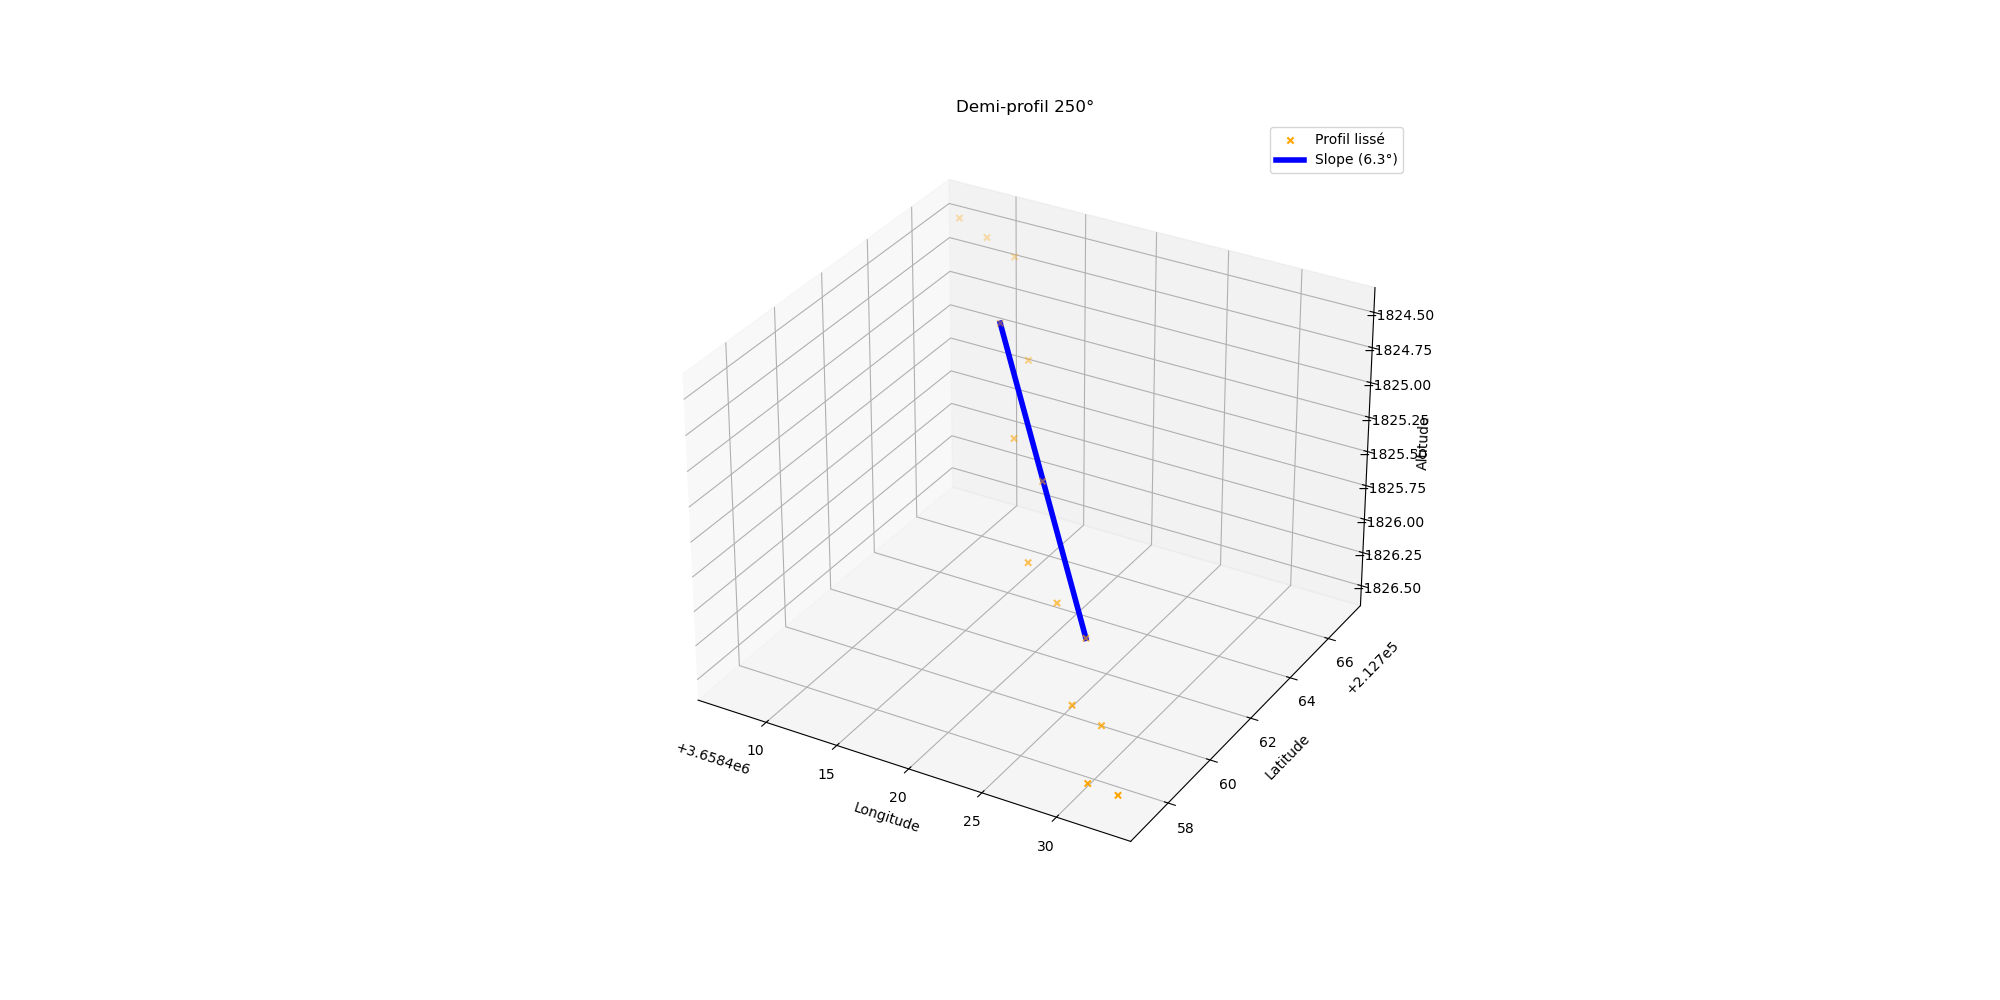 Demi-profil 250°
Profil lissé
Slope (6.3°)
−1824.50
−1824.75
−1825.00
−1825.25
−1825.50
−1825.75
−1826.00
−1826.25
−1826.50
Altitude
66
64
62
60
58
+2.127e5
Latitude
10
15
20
25
30
+3.6584e6
Longitude